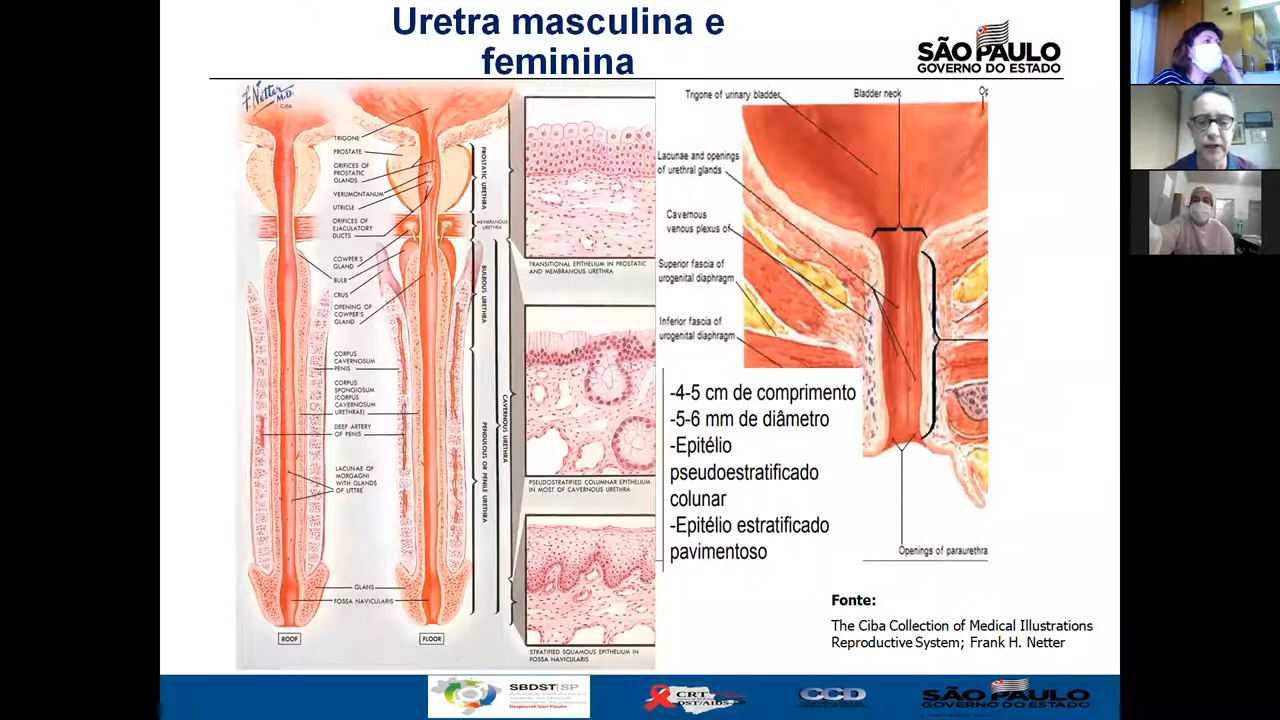 Uretra masculina e
feminina
SÃO PAULO
GOVERNO DO ESTADO
F. Netter
M.D.
CIBA
TRIGONE
PROSTATE
ORIFICES OF
PROSTATIC
GLANDS
VERUMONTANUM
UTRICLE
ORIFICES OF
EJACULATORY
DUCTS
COWPER'S
GLAND
BULB
CRUS
OPENING OF
COWPER'S
GLAND
CORPUS
CAVERNOSUM
PENIS
CORPUS
SPONGIOSUM
(CORPUS
CAVERNOSUM
URETHRAE)
DEEP ARTERY
OF PENIS
LACUNAE OF
MORGAGNI
WITH GLANDS
OF LITTRE
GLANS
FOSSA NAVICULARIS
ROOF
FLOOR
PROSTATIC URETHRA
MEMBRANOUS
URETHRA
BULBOUS URETHRA
CAVERNOUS URETHRA
PENDULOUS OR PENILE URETHRA
TRANSITIONAL EPITHELIUM IN PROSTATIC
AND MEMBRANOUS URETHRA
PSEUDOSTRATIFIED COLUMNAR EPITHELIUM
IN MOST OF CAVERNOUS URETHRA
STRATIFIED SQUAMOUS EPITHELIUM IN
FOSSA NAVICULARIS
Trigone of urinary bladder
Bladder neck
Lacunae and openings
of urethral glands
Cavernous
venous plexus of
Superior fascia of
urogenital diaphragm
Inferior fascia of
urogenital diaphragm
-4-5 cm de comprimento
-5-6 mm de diâmetro
-Epitélio
pseudoestratificado
colunar
-Epitélio estratificado
pavimentoso
Openings of paraurethra
Fonte:
The Ciba Collection of Medical Illustrations
Reproductive System; Frank H. Netter
SBDST SP
Regional São Paulo
CRT
DST/AIDS-SP
CCD
SÃO PAULO
GOVERNO DO ESTADO